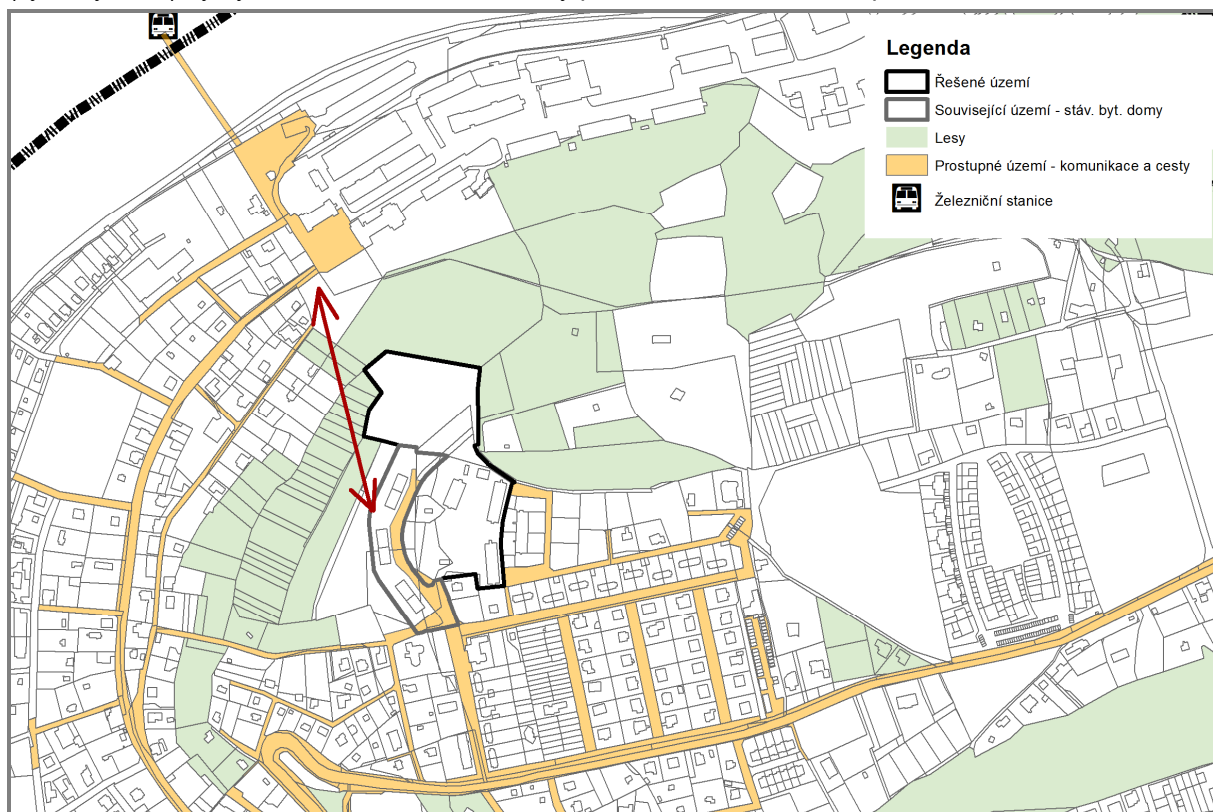 Legenda
Řešené území
Související území - stáv. byt. domy
Lesy
Prostupné území - komunikace a cesty
Železniční stanice